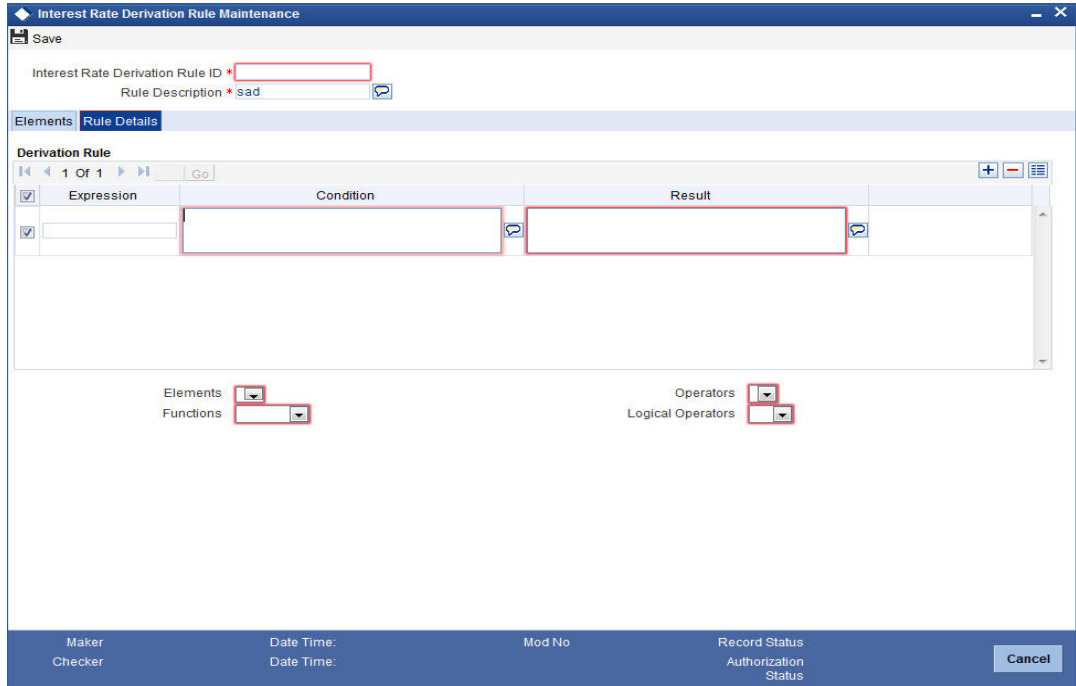 Interest Rate Derivation Rule Maintenance
Save
Interest Rate Derivation Rule ID *
Rule Description * sad
Elements Rule Details
Derivation Rule
1 Of 1 Go
Expression Condition Result
Elements Operators
Functions Logical Operators
Maker Date Time: Mod No Record Status
Checker Date Time: Authorization
Status
Cancel